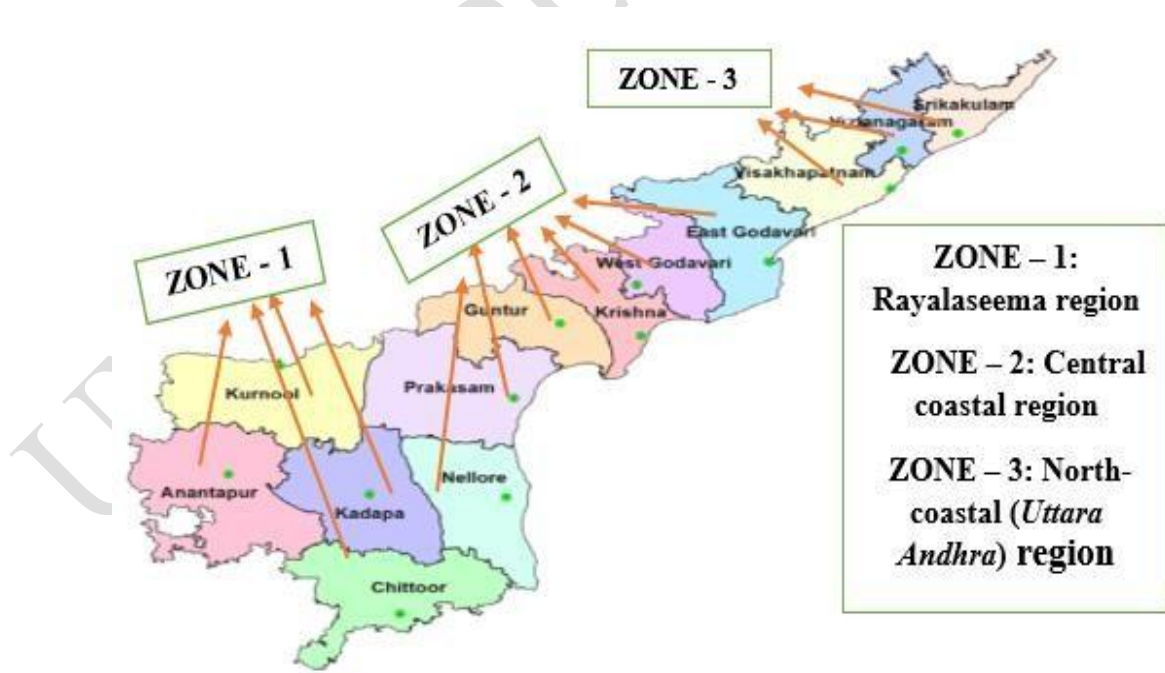 ZONE - 3
Srikakulam
Vizianagaram
Visakhapatnam
ZONE - 2
East Godavari
West Godavari
ZONE - 1
Guntur
Krishna
Kurnool
Prakasam
Anantapur
Kadapa
Nellore
Chittoor
ZONE – 1:
Rayalaseema region
ZONE – 2: Central
coastal region
ZONE – 3: North-
coastal (Uttara
Andhra) region